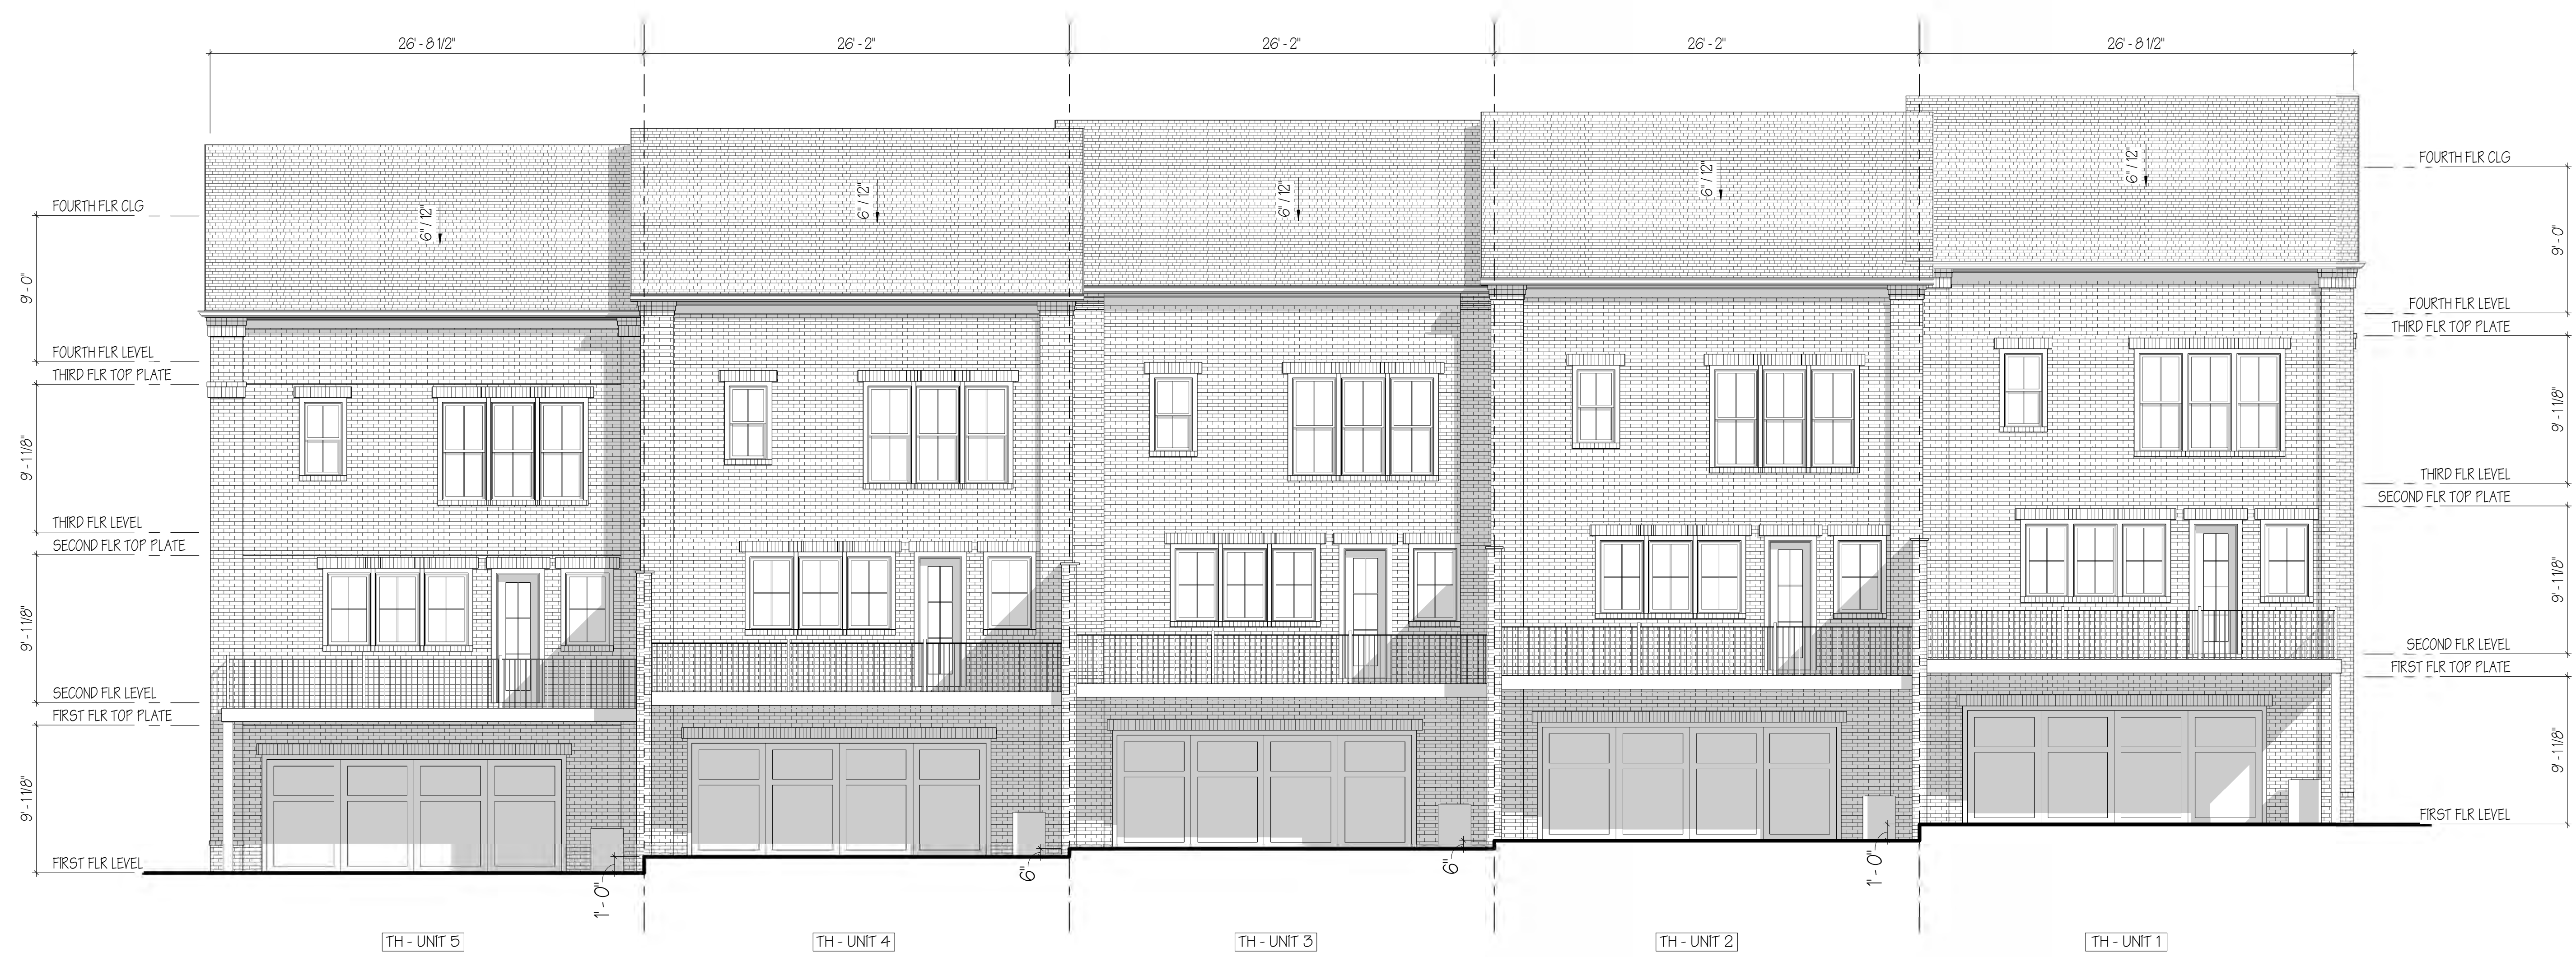 26' - 8 1/2"
26' - 2"
26' - 2"
26' - 2"
26' - 8 1/2"
FOURTH FLR CLG
9' - 0"
FOURTH FLR LEVEL
THIRD FLR TOP PLATE
9' - 1 1/8"
THIRD FLR LEVEL
SECOND FLR TOP PLATE
9' - 1 1/8"
SECOND FLR LEVEL
FIRST FLR TOP PLATE
9' - 1 1/8"
FIRST FLR LEVEL
6" / 12"
6" / 12"
6" / 12"
6" / 12"
6" / 12"
FOURTH FLR CLG
9' - 0"
FOURTH FLR LEVEL
THIRD FLR TOP PLATE
9' - 1 1/8"
THIRD FLR LEVEL
SECOND FLR TOP PLATE
9' - 1 1/8"
SECOND FLR LEVEL
FIRST FLR TOP PLATE
9' - 1 1/8"
FIRST FLR LEVEL
1' - 0"
6"
6"
1' - 0"
TH - UNIT 5
TH - UNIT 4
TH - UNIT 3
TH - UNIT 2
TH - UNIT 1